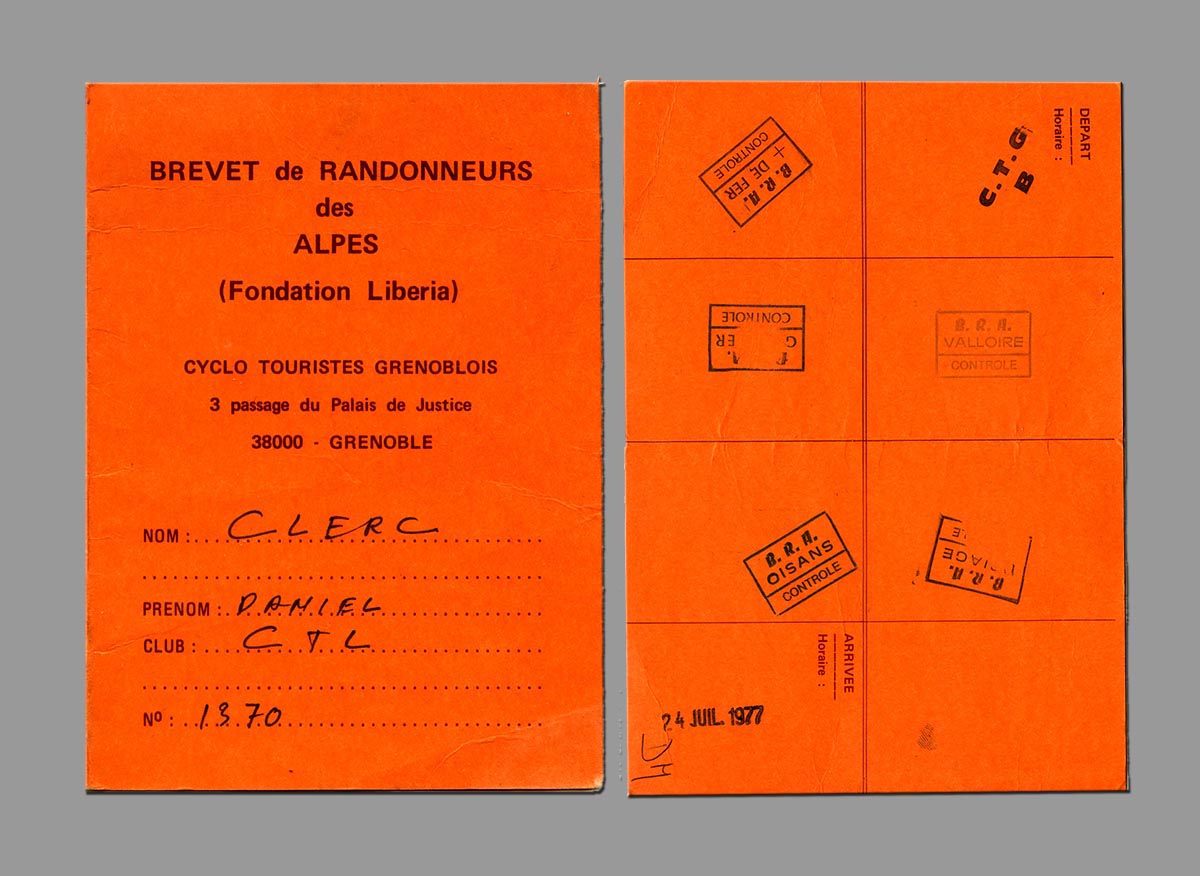 BREVET de RANDONNEURS
des
ALPES
(Fondation Liberia)
CYCLO TOURISTES GRENOBLOIS
3 passage du Palais de Justice
38000 - GRENOBLE
NOM : CLERC
PRENOM : DANIEL
CLUB : CTL
Nº : 1370
DEPART
Horaire :
C.T.G
B
B. R. A.
+ DE FER
CONTROLE
CONTROLE
B. R. A.
VALLOIRE
CONTROLE
B. R. A.
OISANS
CONTROLE
B. R. A.
ARRIVEE
Horaire :
24 JUIL. 1977